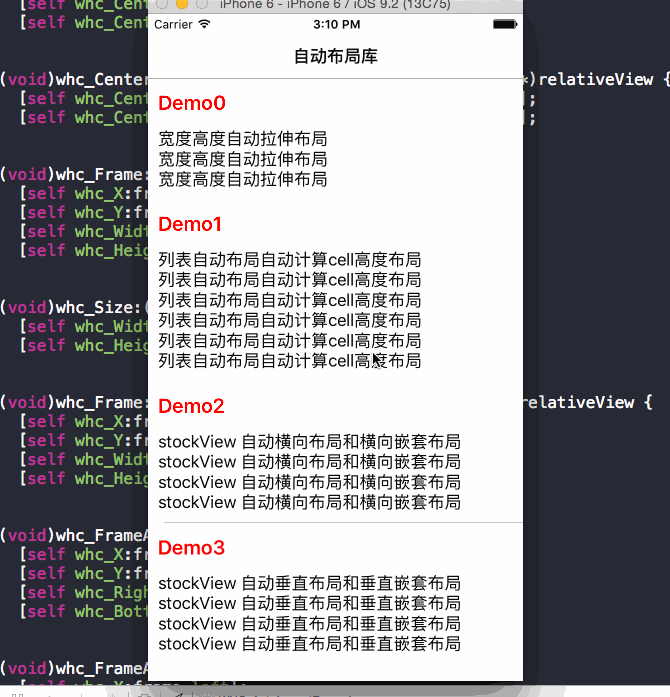 iPhone 6 - iPhone 6 / iOS 9.2 (13C75)
Carrier 3:10 PM
自动布局库
Demo0
宽度高度自动拉伸布局
宽度高度自动拉伸布局
宽度高度自动拉伸布局
Demo1
列表自动布局自动计算cell高度布局
列表自动布局自动计算cell高度布局
列表自动布局自动计算cell高度布局
列表自动布局自动计算cell高度布局
列表自动布局自动计算cell高度布局
列表自动布局自动计算cell高度布局
Demo2
stockView 自动横向布局和横向嵌套布局
stockView 自动横向布局和横向嵌套布局
stockView 自动横向布局和横向嵌套布局
stockView 自动横向布局和横向嵌套布局
Demo3
stockView 自动垂直布局和垂直嵌套布局
stockView 自动垂直布局和垂直嵌套布局
stockView 自动垂直布局和垂直嵌套布局
stockView 自动垂直布局和垂直嵌套布局
[self whc_Cent
[self whc_Cent
(void)whc_Center *)relativeView {
[self whc_Cent ];
[self whc_Cent ];
(void)whc_Frame:
[self whc_X:fr
[self whc_Y:fr
[self whc_Widt
[self whc_Heig
(void)whc_Size:(
[self whc_Widt
[self whc_Heig
(void)whc_Frame: relativeView {
[self whc_X:fr
[self whc_Y:fr
[self whc_Widt
[self whc_Heig
(void)whc_FrameA
[self whc_X:fr
[self whc_Y:fr
[self whc_Righ
[self whc_Bott
(void)whc_FrameA